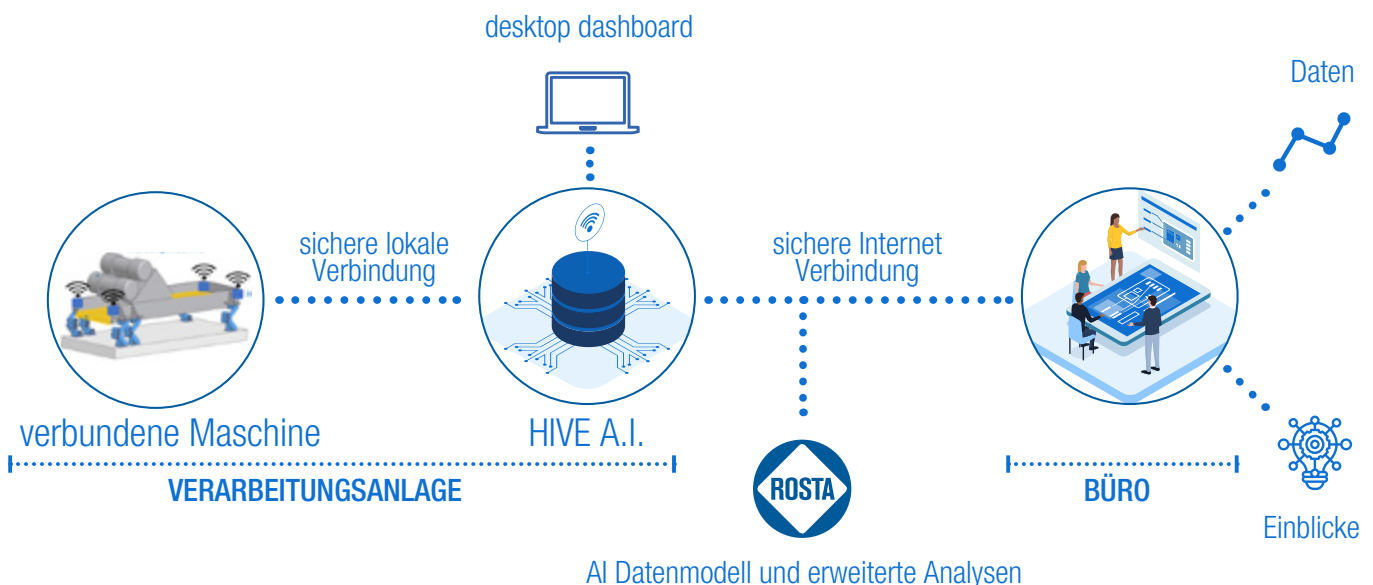 desktop dashboard
Daten
sichere lokale
Verbindung
sichere Internet
Verbindung
verbundene Maschine
HIVE A.I.
VERARBEITUNGSANLAGE
ROSTA
BÜRO
Einblicke
AI Datenmodell und erweiterte Analysen